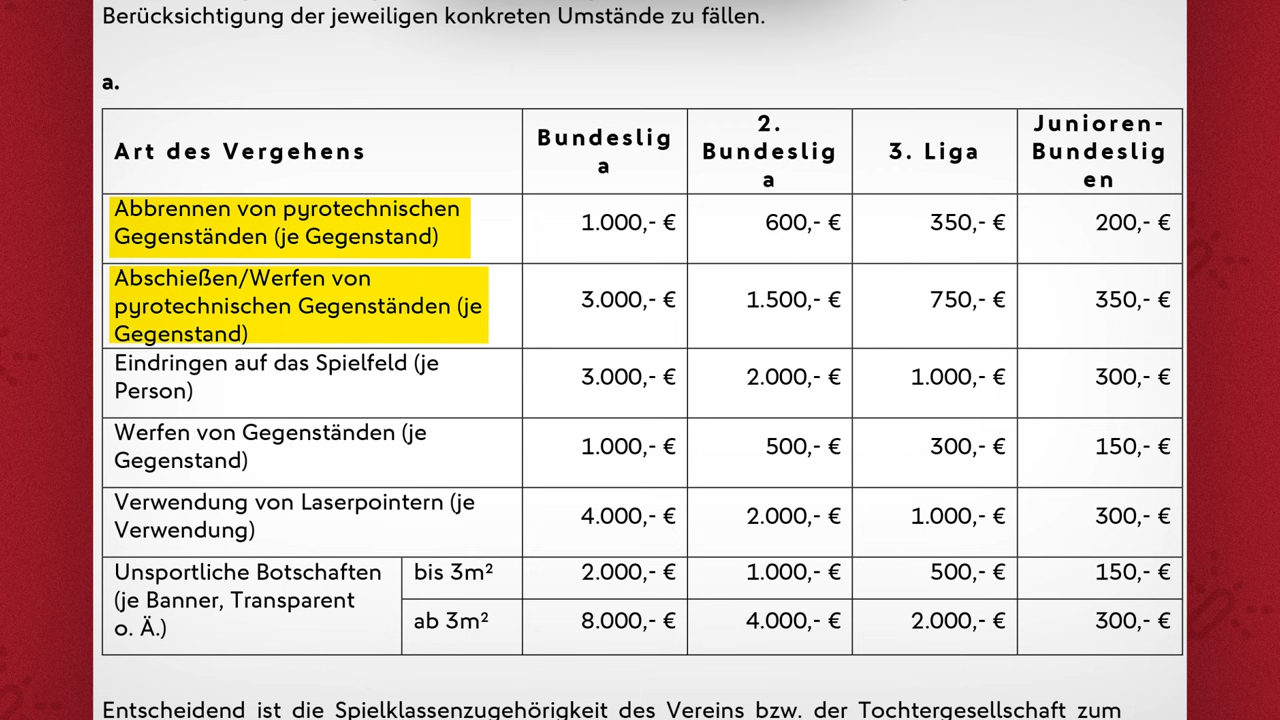 Berücksichtigung der jeweiligen konkreten Umstände zu fällen.
a.
Art des Vergehens
Bundeslig
a
2.
Bundeslig
a
3. Liga
Junioren-
Bundeslig
en
Abbrennen von pyrotechnischen
Gegenständen (je Gegenstand)
1.000,- €
600,- €
350,- €
200,- €
Abschießen/Werfen von
pyrotechnischen Gegenständen (je
Gegenstand)
3.000,- €
1.500,- €
750,- €
350,- €
Eindringen auf das Spielfeld (je
Person)
3.000,- €
2.000,- €
1.000,- €
300,- €
Werfen von Gegenständen (je
Gegenstand)
1.000,- €
500,- €
300,- €
150,- €
Verwendung von Laserpointern (je
Verwendung)
4.000,- €
2.000,- €
1.000,- €
300,- €
Unsportliche Botschaften
(je Banner, Transparent
o. Ä.)
bis 3m²
2.000,- €
1.000,- €
500,- €
150,- €
ab 3m²
8.000,- €
4.000,- €
2.000,- €
300,- €
Entscheidend ist die Spielklassenzugehörigkeit des Vereins bzw. der Tochtergesellschaft zum